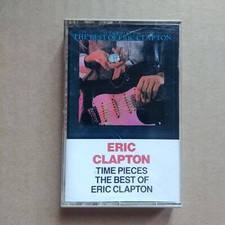 THE BEST OF ERIC CLAPTON
ERIC
CLAPTON
TIME PIECES
THE BEST OF
ERIC CLAPTON